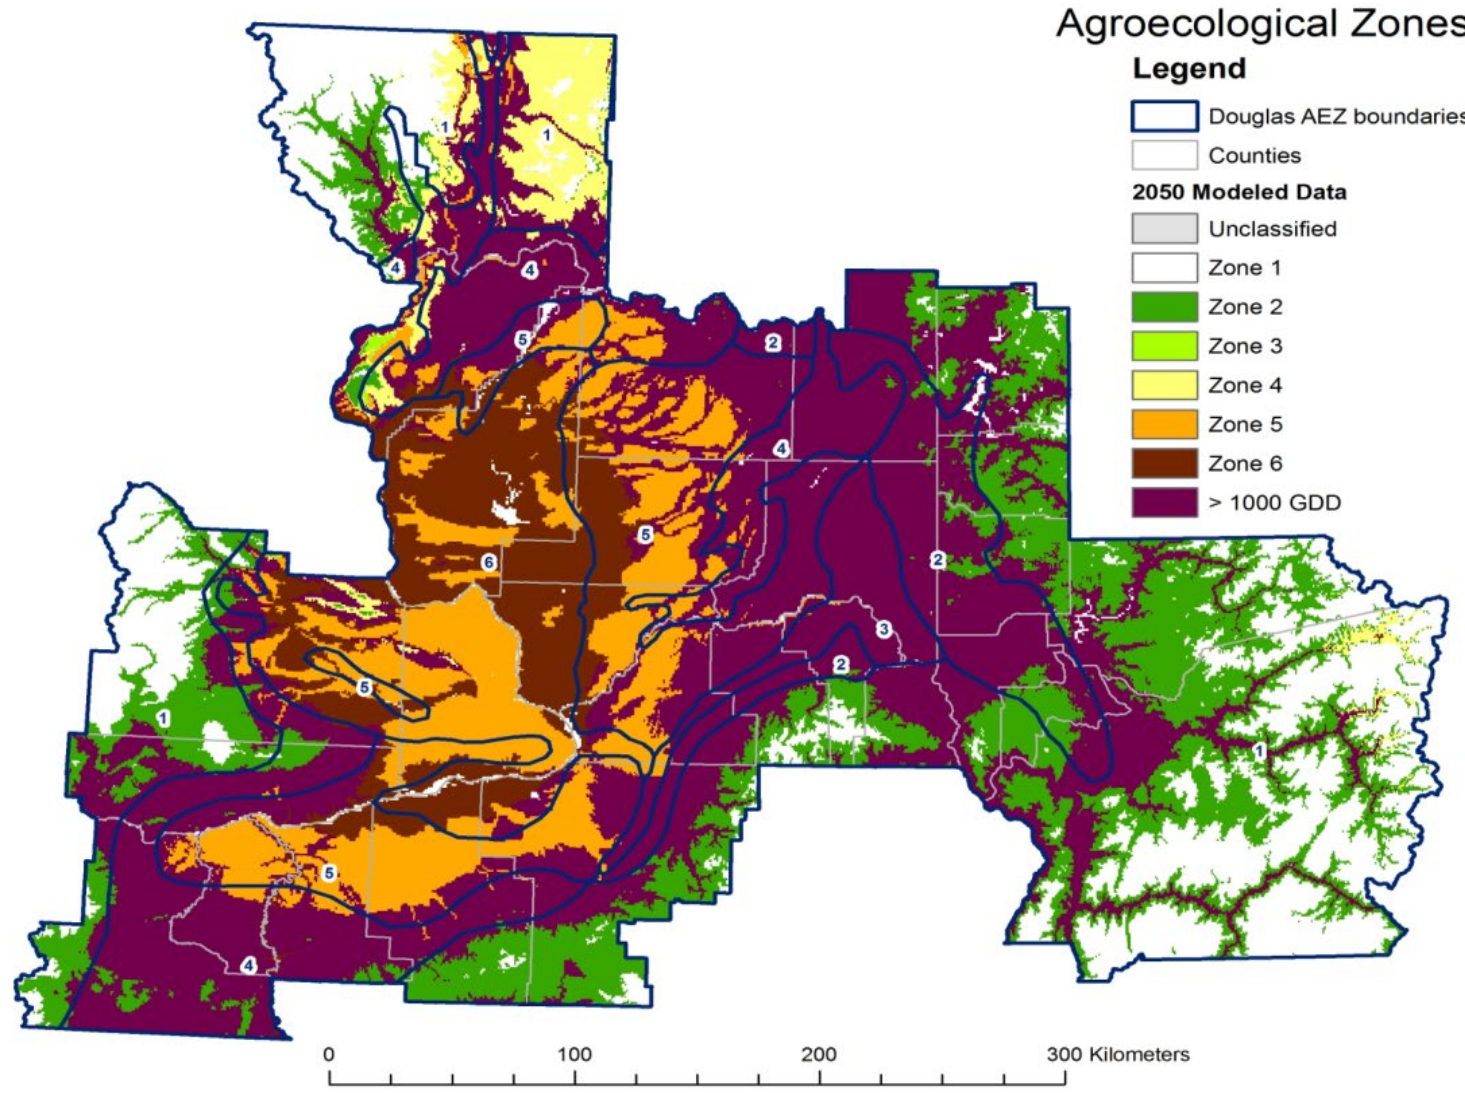 Agroecological Zones
Legend
Douglas AEZ boundaries
Counties
2050 Modeled Data
Unclassified
Zone 1
Zone 2
Zone 3
Zone 4
Zone 5
Zone 6
> 1000 GDD
1
1
4
4
5
2
4
5
6
2
3
2
5
1
1
5
4
0
100
200
300 Kilometers